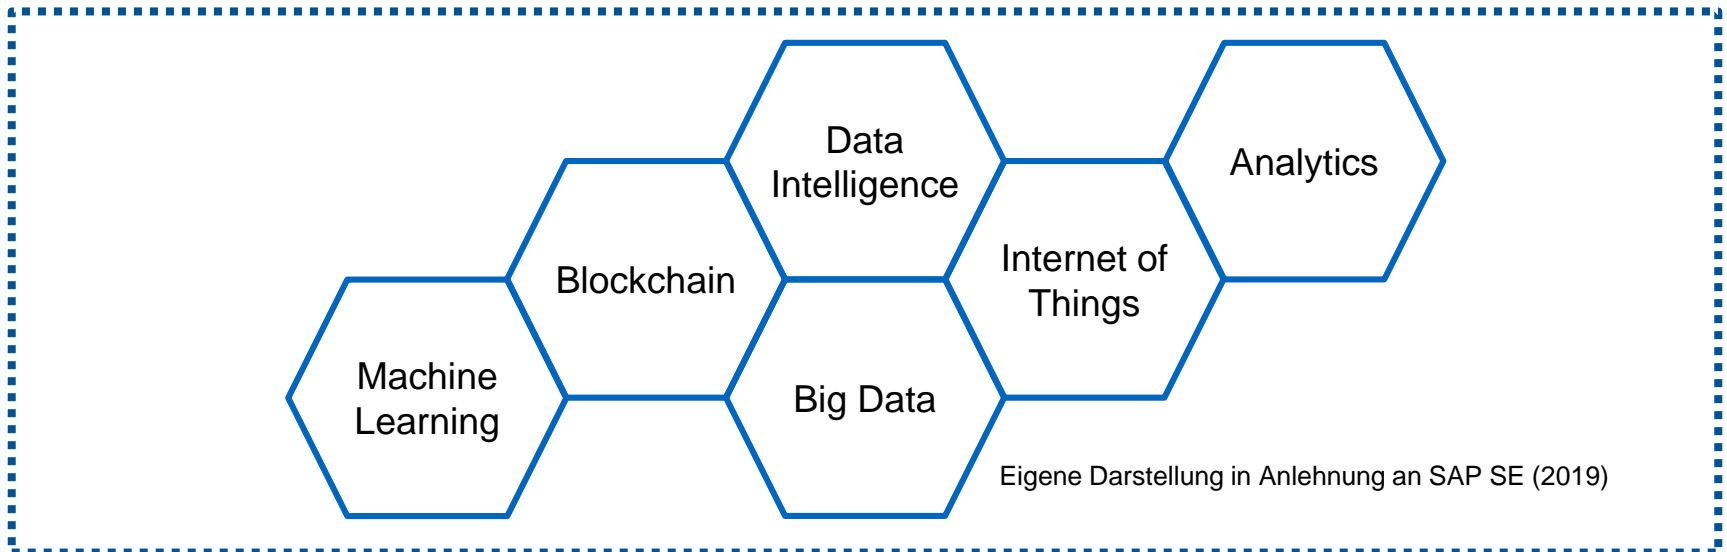 Data
Intelligence
Analytics
Internet of
Things
Blockchain
Machine
Learning
Big Data
Eigene Darstellung in Anlehnung an SAP SE (2019)